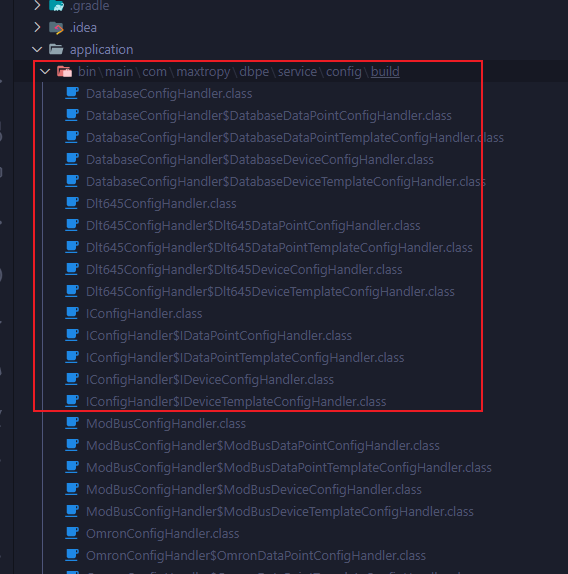 .gradle
.idea
application
bin\main\com\maxtropy\dbpe\service\config\build
DatabaseConfigHandler.class
DatabaseConfigHandler$DatabaseDataPointConfigHandler.class
DatabaseConfigHandler$DatabaseDataPointTemplateConfigHandler.class
DatabaseConfigHandler$DatabaseDeviceConfigHandler.class
DatabaseConfigHandler$DatabaseDeviceTemplateConfigHandler.class
Dlt645ConfigHandler.class
Dlt645ConfigHandler$Dlt645DataPointConfigHandler.class
Dlt645ConfigHandler$Dlt645DataPointTemplateConfigHandler.class
Dlt645ConfigHandler$Dlt645DeviceConfigHandler.class
Dlt645ConfigHandler$Dlt645DeviceTemplateConfigHandler.class
IConfigHandler.class
IConfigHandler$IDataPointConfigHandler.class
IConfigHandler$IDataPointTemplateConfigHandler.class
IConfigHandler$IDeviceConfigHandler.class
IConfigHandler$IDeviceTemplateConfigHandler.class
ModBusConfigHandler.class
ModBusConfigHandler$ModBusDataPointConfigHandler.class
ModBusConfigHandler$ModBusDataPointTemplateConfigHandler.class
ModBusConfigHandler$ModBusDeviceConfigHandler.class
ModBusConfigHandler$ModBusDeviceTemplateConfigHandler.class
OmronConfigHandler.class
OmronConfigHandler$OmronDataPointConfigHandler.class